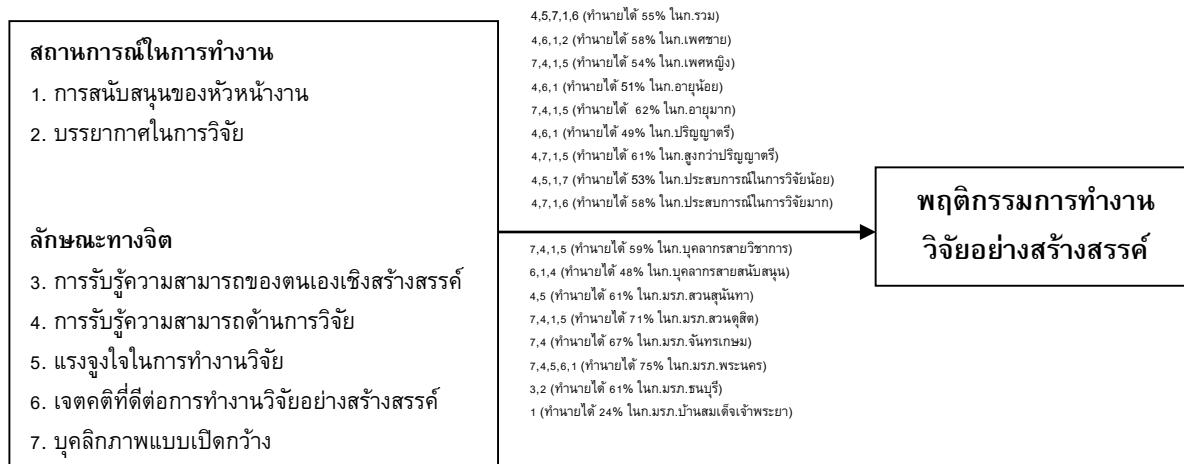 สถานการณ์ในการทำงาน
1. การสนับสนุนของหัวหน้างาน
2. บรรยากาศในการวิจัย
ลักษณะทางจิต
3. การรับรู้ความสามารถของตนเองเชิงสร้างสรรค์
4. การรับรู้ความสามารถด้านการวิจัย
5. แรงจูงใจในการทำงานวิจัย
6. เจตคติที่ดีต่อการทำงานวิจัยอย่างสร้างสรรค์
7. บุคลิกภาพแบบเปิดกว้าง
4,5,7,1,6 (ทำนายได้ 55% ในก.รวม)
4,6,1,2 (ทำนายได้ 58% ในก.เพศชาย)
7,4,1,5 (ทำนายได้ 54% ในก.เพศหญิง)
4,6,1 (ทำนายได้ 51% ในก.อายุน้อย)
7,4,1,5 (ทำนายได้ 62% ในก.อายุมาก)
4,6,1 (ทำนายได้ 49% ในก.ปริญญาตรี)
4,7,1,5 (ทำนายได้ 61% ในก.สูงกว่าปริญญาตรี)
4,5,1,7 (ทำนายได้ 53% ในก.ประสบการณ์ในการวิจัยน้อย)
4,7,1,6 (ทำนายได้ 58% ในก.ประสบการณ์ในการวิจัยมาก)
7,4,1,5 (ทำนายได้ 59% ในก.บุคลากรสายวิชาการ)
6,1,4 (ทำนายได้ 48% ในก.บุคลากรสายสนับสนุน)
4,5 (ทำนายได้ 61% ในก.มรภ.สวนสุนันทา)
7,4,1,5 (ทำนายได้ 71% ในก.มรภ.สวนดุสิต)
7,4 (ทำนายได้ 67% ในก.มรภ.จันทรเกษม)
7,4,5,6,1 (ทำนายได้ 75% ในก.มรภ.พระนคร)
3,2 (ทำนายได้ 61% ในก.มรภ.ธนบุรี)
1 (ทำนายได้ 24% ในก.มรภ.บ้านสมเด็จเจ้าพระยา)
พฤติกรรมการทำงาน
วิจัยอย่างสร้างสรรค์